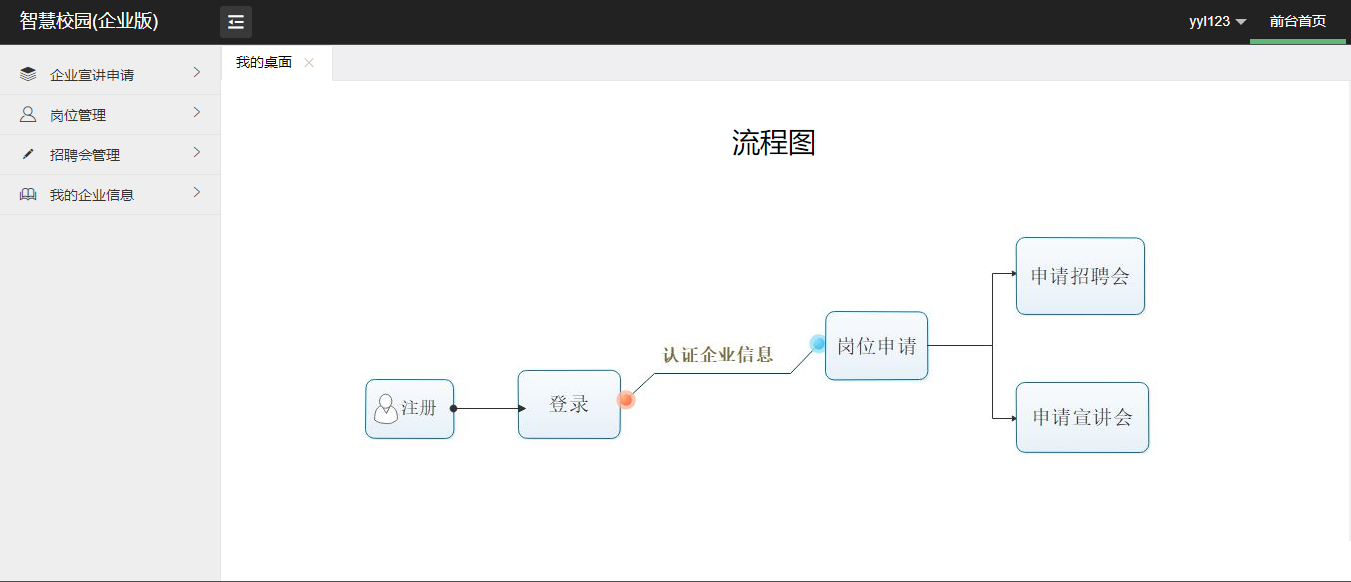 智慧校园(企业版)
yyl123
前台首页
企业宣讲申请
岗位管理
招聘会管理
我的企业信息
我的桌面
流程图
申请招聘会
岗位申请
认证企业信息
登录
注册
申请宣讲会